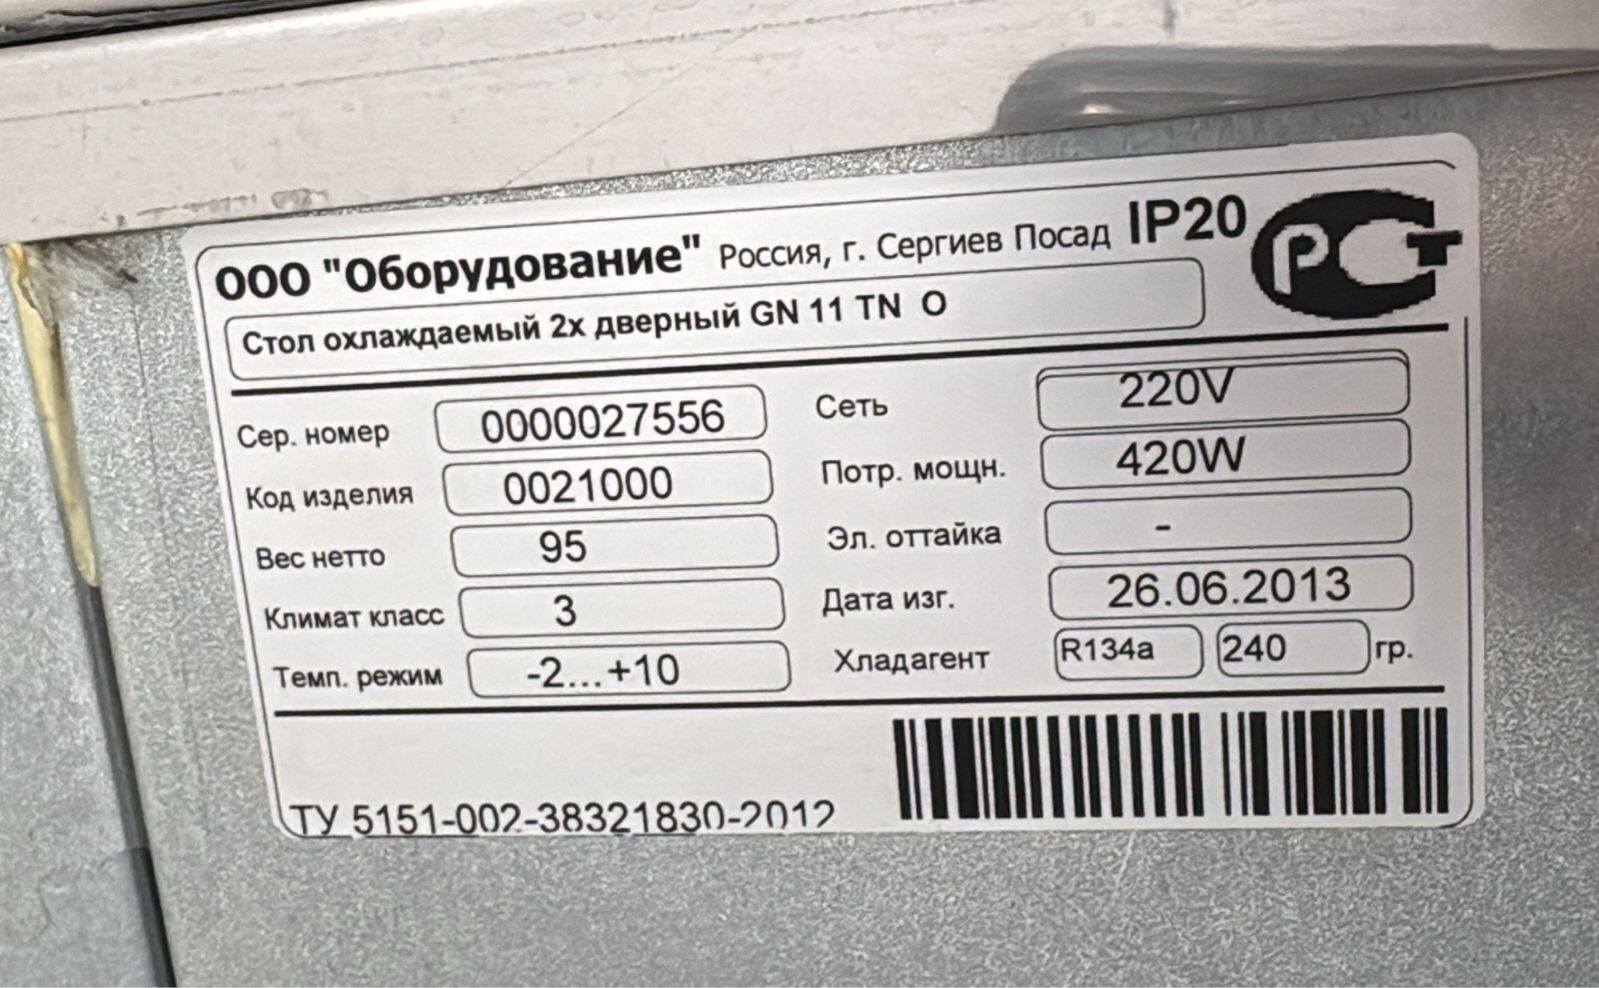 ООО "Оборудование" Россия, г. Сергиев Посад IP20
РСТ
Стол охлаждаемый 2х дверный GN 11 TN О
Сер. номер 0000027556
Сеть 220V
Код изделия 0021000
Потр. мощн. 420W
Вес нетто 95
Эл. оттайка -
Климат класс 3
Дата изг. 26.06.2013
Темп. режим -2...+10
Хладагент R134a 240 гр.
ТУ 5151-002-38321830-2012